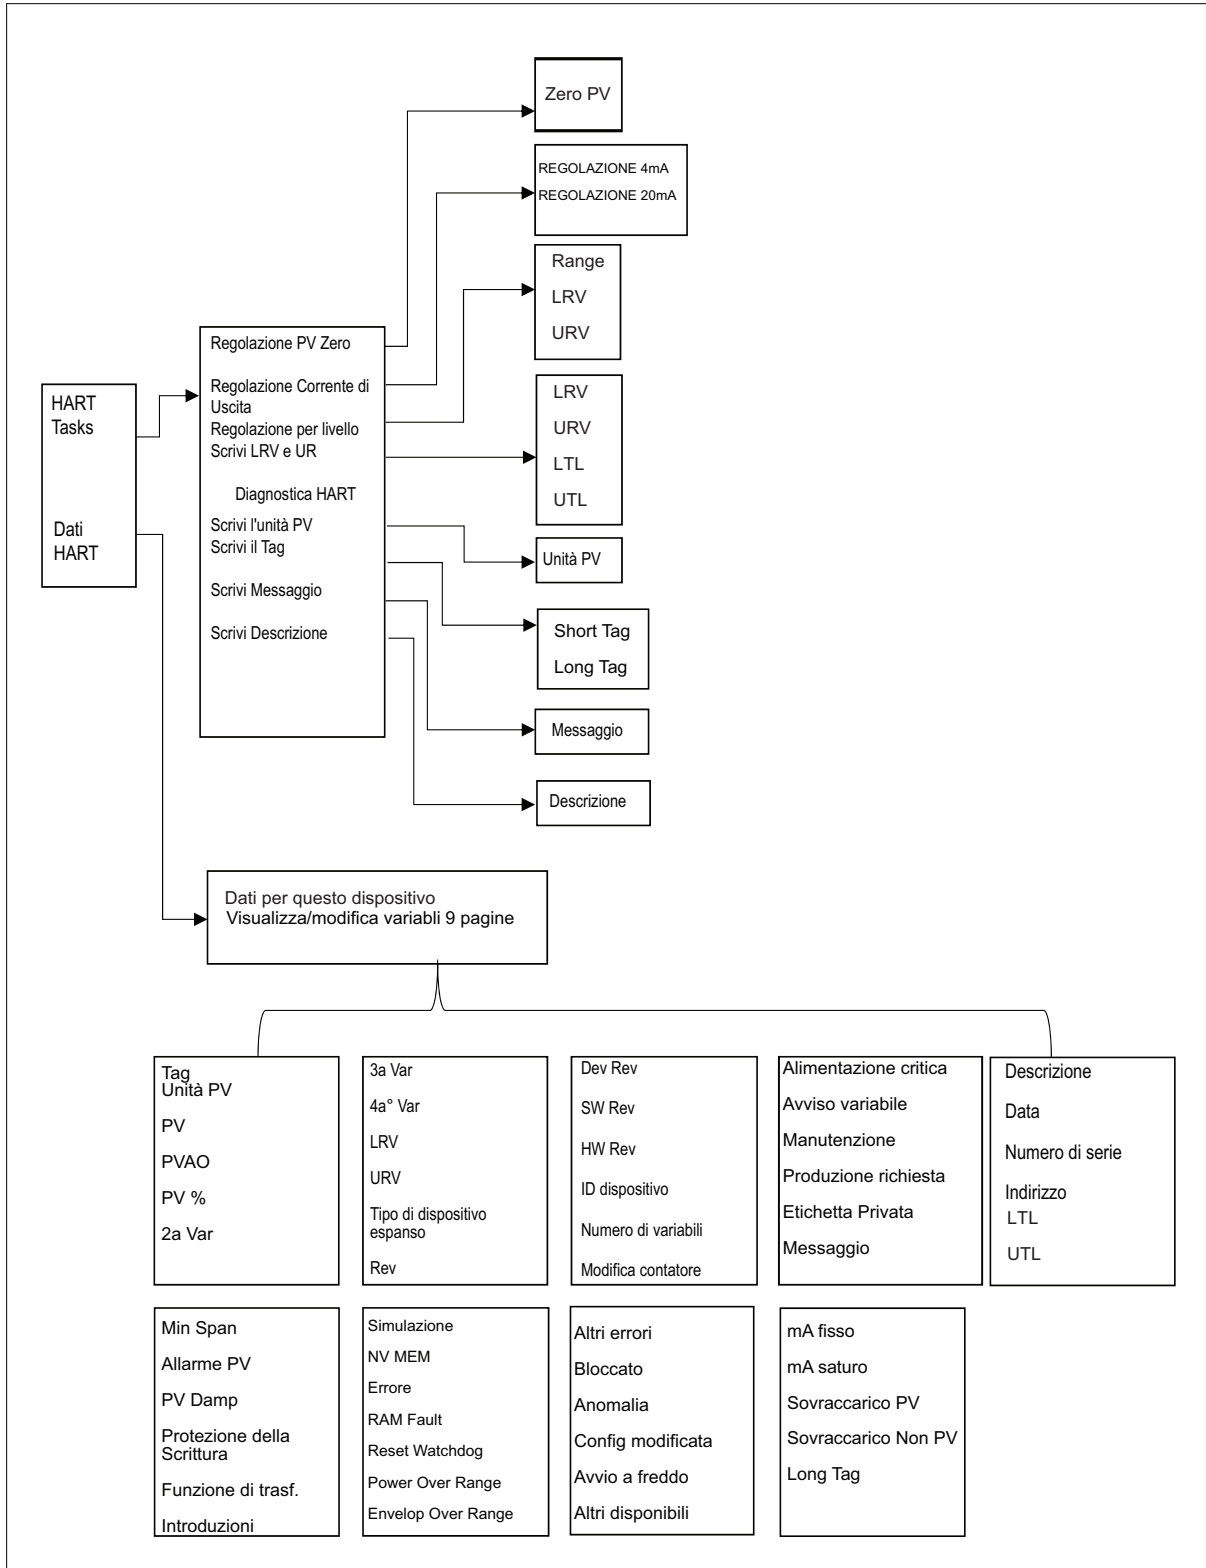 Zero PV
REGOLAZIONE 4mA
REGOLAZIONE 20mA
Range
LRV
URV
HART
Tasks
Dati
HART
Regolazione PV Zero
Regolazione Corrente di
Uscita
Regolazione per livello
Scrivi LRV e UR
Diagnostica HART
Scrivi l'unità PV
Scrivi il Tag
Scrivi Messaggio
Scrivi Descrizione
LRV
URV
LTL
UTL
Unità PV
Short Tag
Long Tag
Messaggio
Descrizione
Dati per questo dispositivo
Visualizza/modifica variabli 9 pagine
Tag
Unità PV
PV
PVAO
PV %
2a Var
3a Var
4a° Var
LRV
URV
Tipo di dispositivo
espanso
Rev
Dev Rev
SW Rev
HW Rev
ID dispositivo
Numero di variabili
Modifica contatore
Alimentazione critica
Avviso variabile
Manutenzione
Produzione richiesta
Etichetta Privata
Messaggio
Descrizione
Data
Numero di serie
Indirizzo
LTL
UTL
Min Span
Allarme PV
PV Damp
Protezione della
Scrittura
Funzione di trasf.
Introduzioni
Simulazione
NV MEM
Errore
RAM Fault
Reset Watchdog
Power Over Range
Envelop Over Range
Altri errori
Bloccato
Anomalia
Config modificata
Avvio a freddo
Altri disponibili
mA fisso
mA saturo
Sovraccarico PV
Sovraccarico Non PV
Long Tag